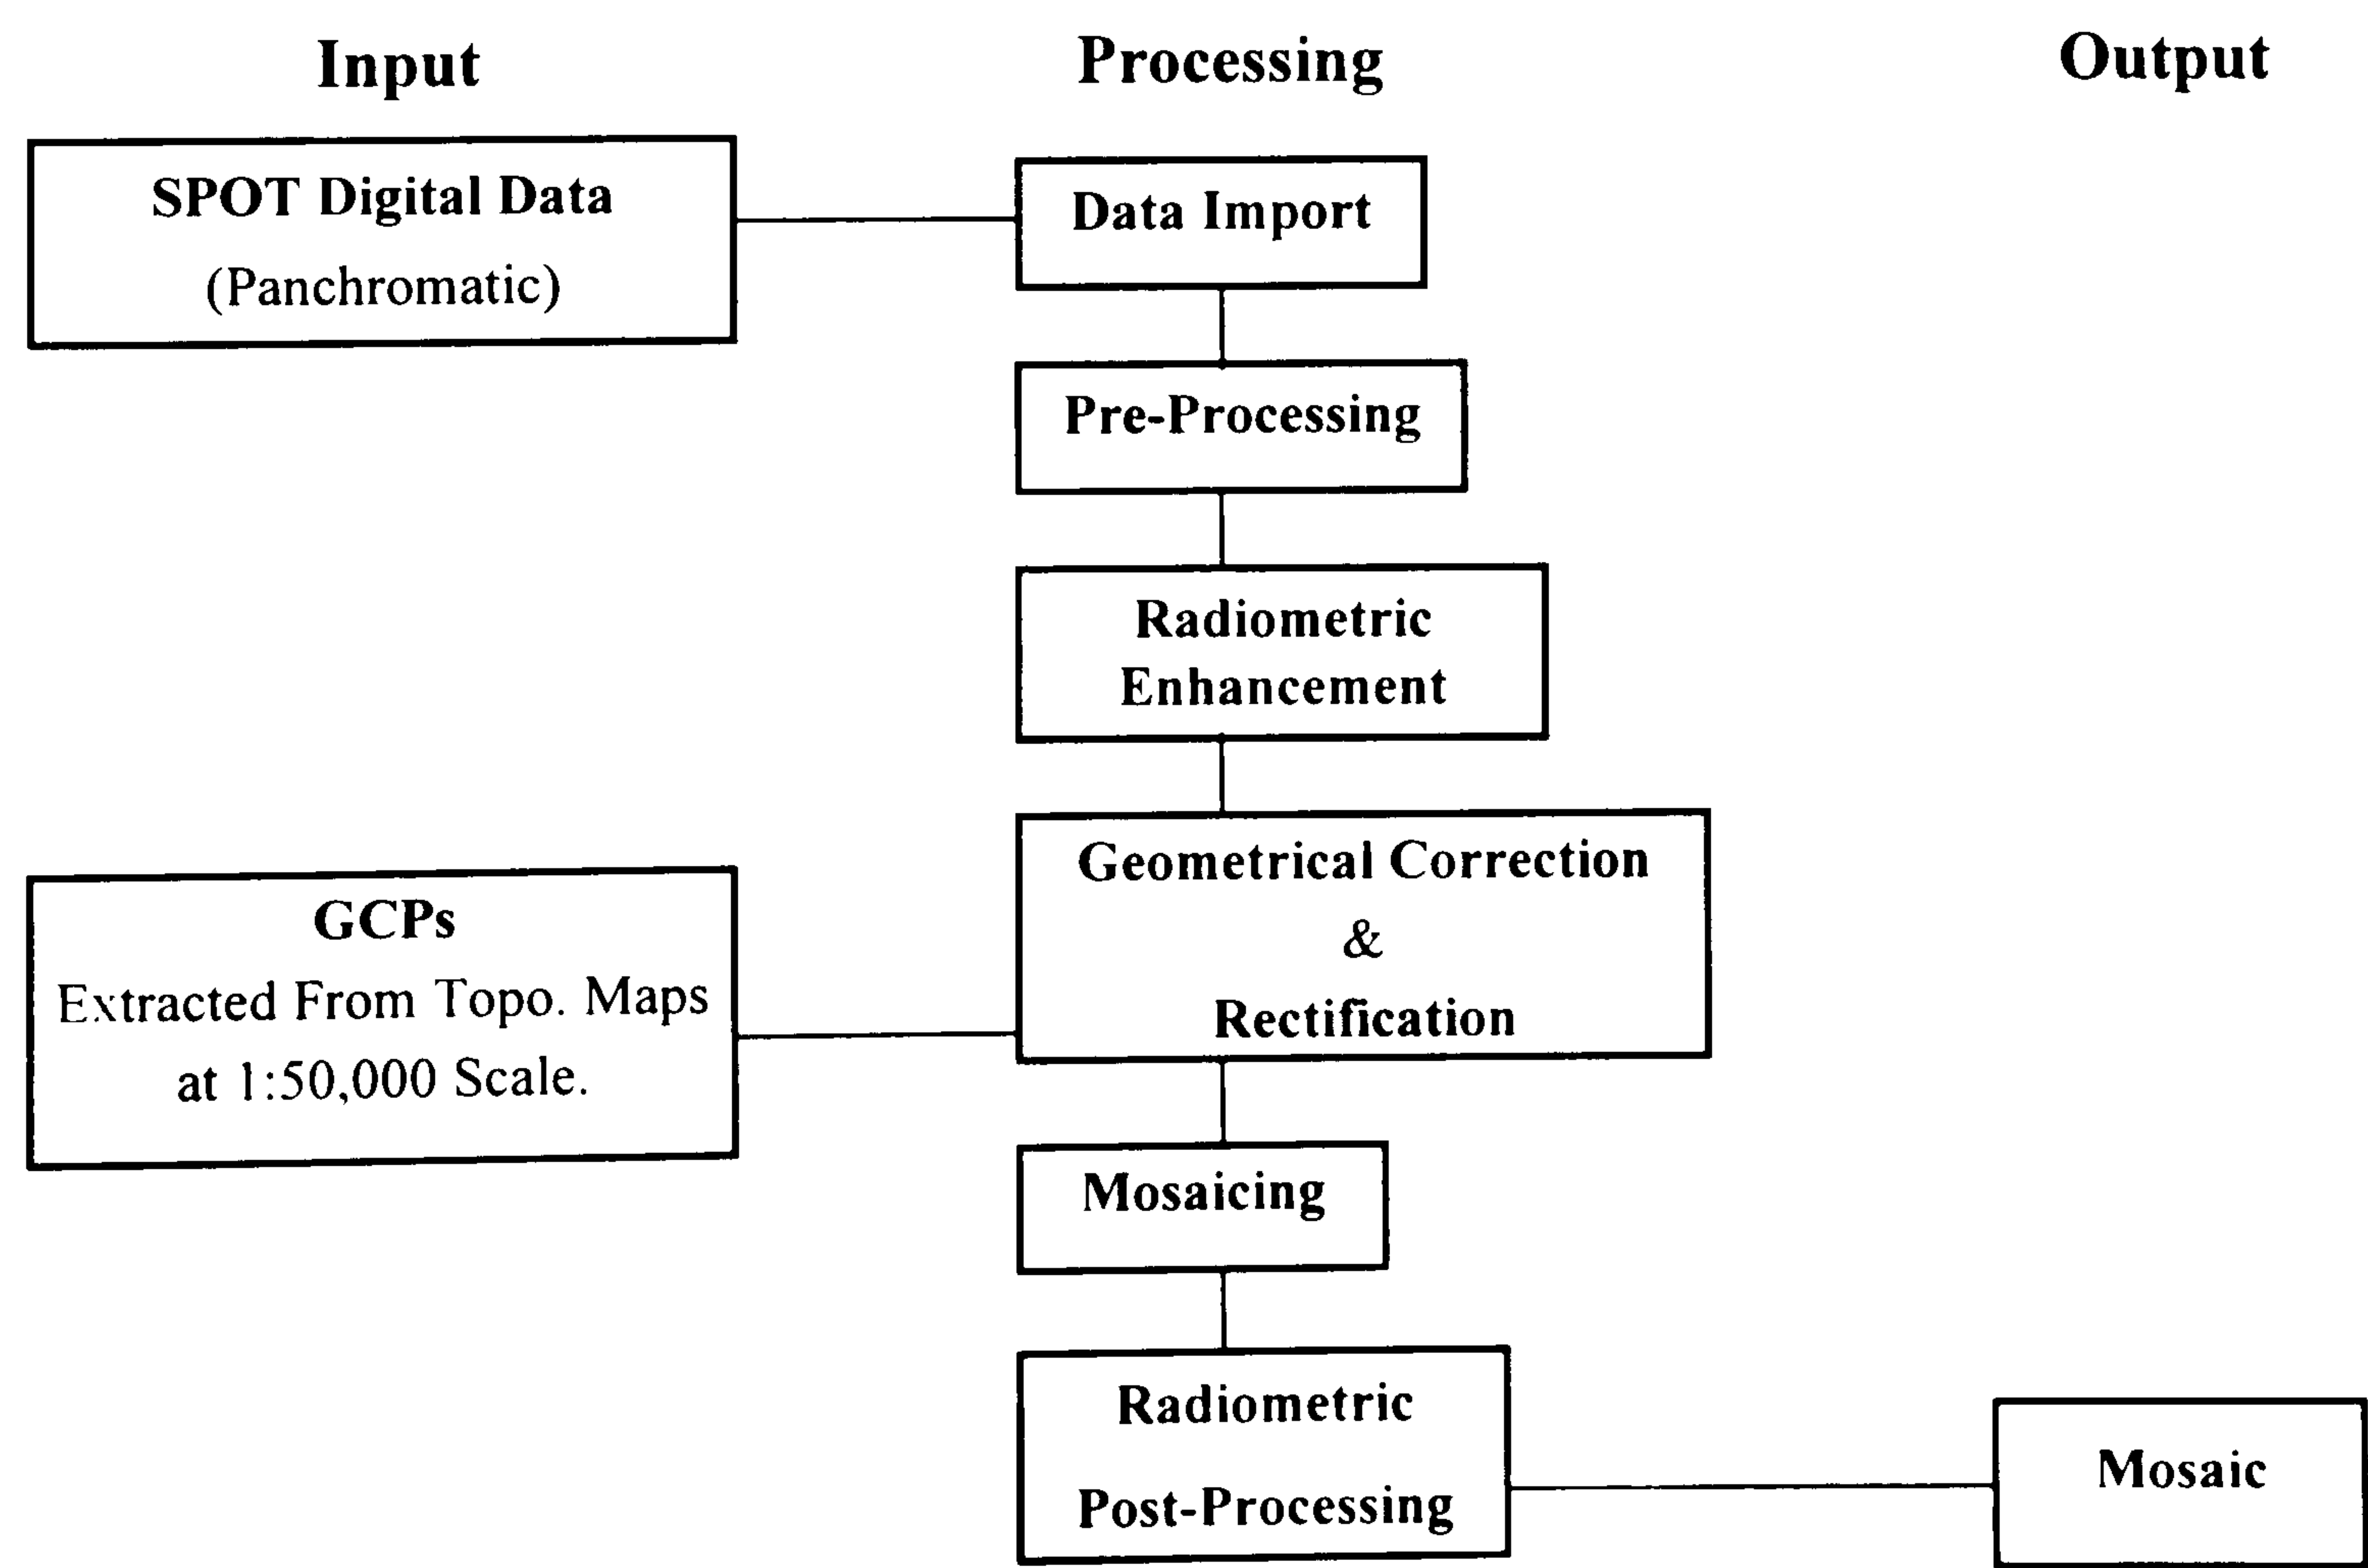 Input
Processing
Output
SPOT Digital Data
(Panchromatic)
Data Import
Pre-Processing
Radiometric
Enhancement
GCPs
Extracted From Topo. Maps
at 1:50,000 Scale.
Geometrical Correction
&
Rectification
Mosaicing
Radiometric
Post-Processing
Mosaic